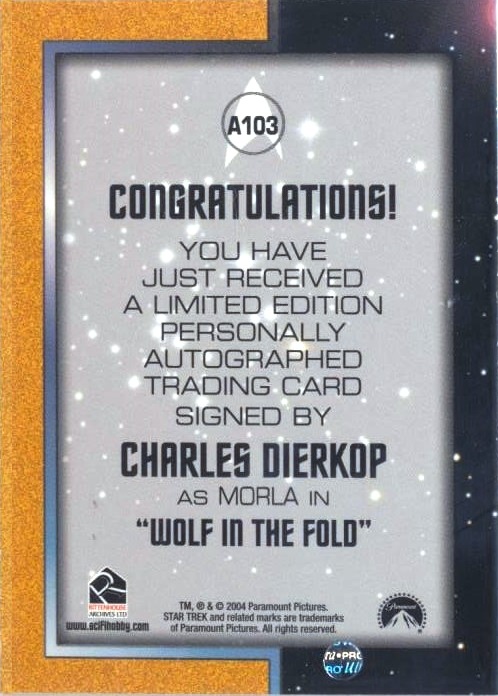 A103
CONGRATULATIONS!
YOU HAVE
JUST RECEIVED
A LIMITED EDITION
PERSONALLY
AUTOGRAPHED
TRADING CARD
SIGNED BY
CHARLES DIERKOP
AS MORLA IN
"WOLF IN THE FOLD"
RITTENHOUSE
ARCHIVES LTD
www.scifihobby.com
TM, ® & © 2004 Paramount Pictures.
STAR TREK and related marks are trademarks
of Paramount Pictures. All rights reserved.
Paramount